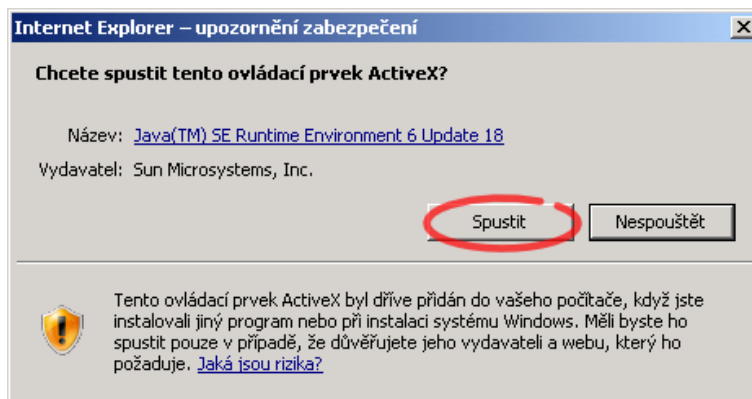 Internet Explorer – upozornění zabezpečení
Chcete spustit tento ovládací prvek ActiveX?
Název: Java(TM) SE Runtime Environment 6 Update 18
Vydavatel: Sun Microsystems, Inc.
Spustit Nespouštět
Tento ovládací prvek ActiveX byl dříve přidán do vašeho počítače, když jste
instalovali jiný program nebo při instalaci systému Windows. Měli byste ho
spustit pouze v případě, že důvěřujete jeho vydavateli a webu, který ho
požaduje. Jaká jsou rizika?